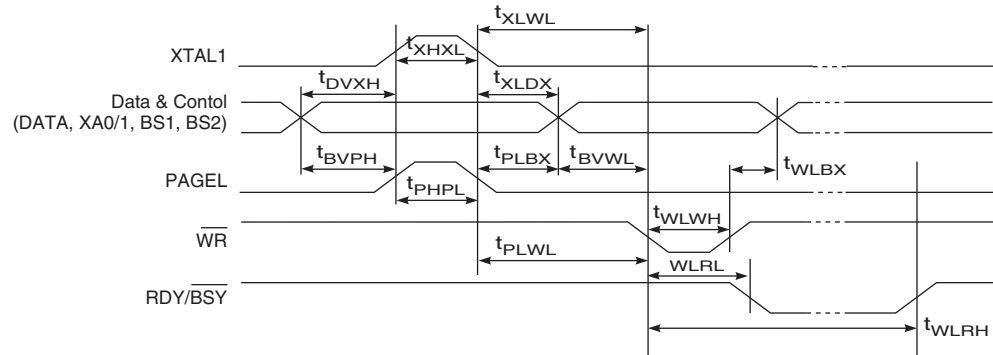 tXLWL
XTAL1
tXHXL
tDVXH
tXLDX
Data & Contol
(DATA, XA0/1, BS1, BS2)
tBVPH
tPLBX
tBVWL
tWLBX
PAGEL
tPHPL
WR
tWLWH
tPLWL
WLRL
RDY/BSY
tWLRH